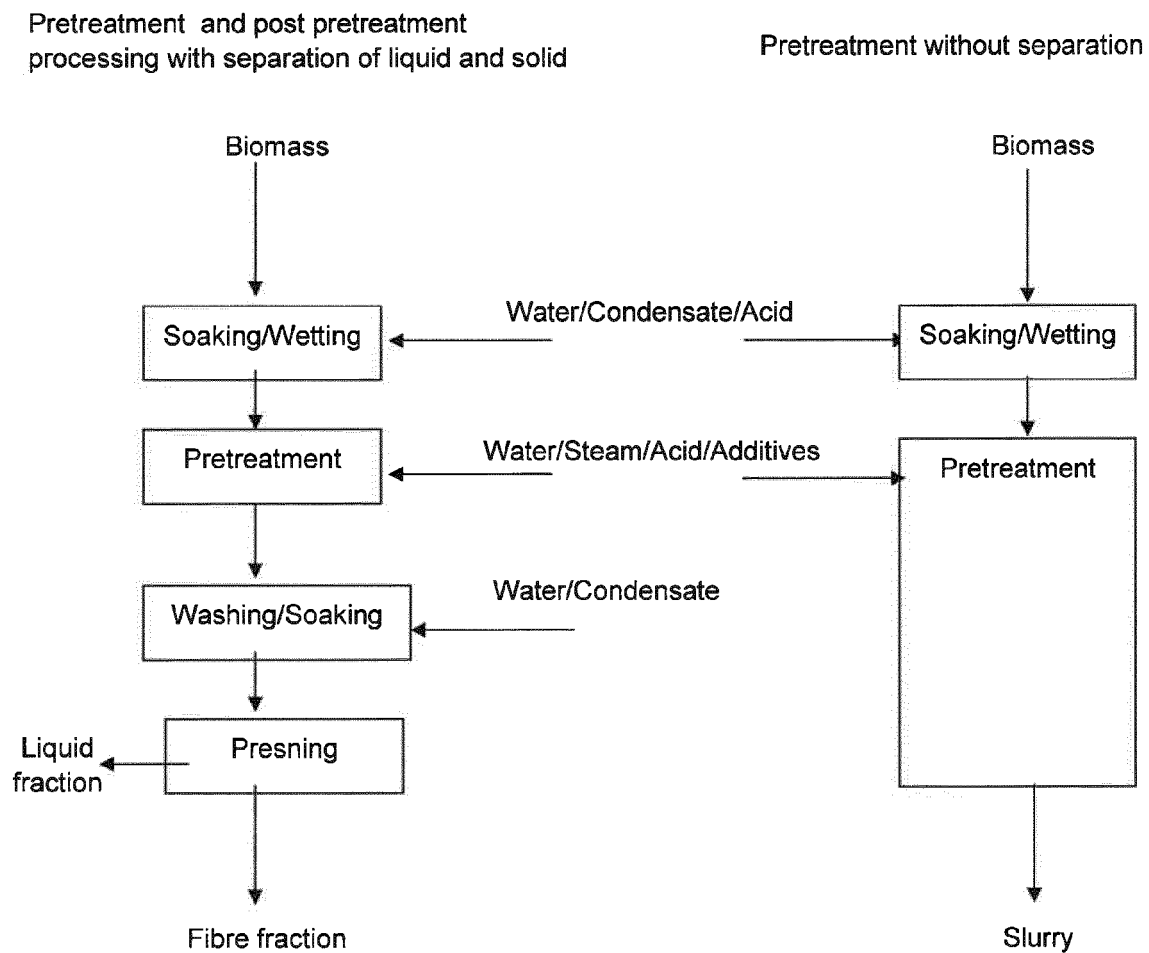 Pretreatment and post pretreatment
processing with separation of liquid and solid
Pretreatment without separation
Biomass
Biomass
Water/Condensate/Acid
Soaking/Wetting
Soaking/Wetting
Water/Steam/Acid/Additives
Pretreatment
Pretreatment
Water/Condensate
Washing/Soaking
Presning
Liquid
fraction
Fibre fraction
Slurry